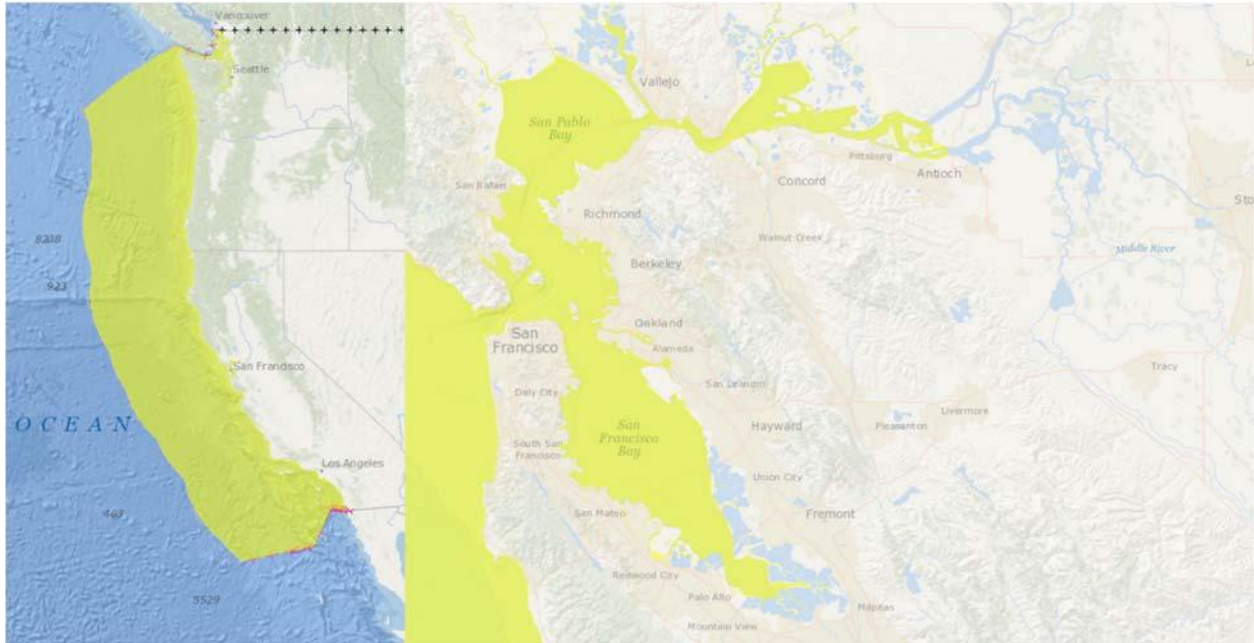 Vancouver
Seattle
8238
923
San Francisco
OCEAN
Los Angeles
5529
Vallejo
San Pablo
Bay
San Rafael
Pittsburg
Antioch
Concord
Richmond
Walnut Creek
Middle River
Berkeley
San
Francisco
Oakland
Alameda
San Leandro
Daly City
Tracy
Livermore
Hayward
Pleasanton
San
Francisco
Bay
South San
Francisco
Union City
San Mateo
Fremont
Redwood City
Palo Alto
Milpitas
Mountain View